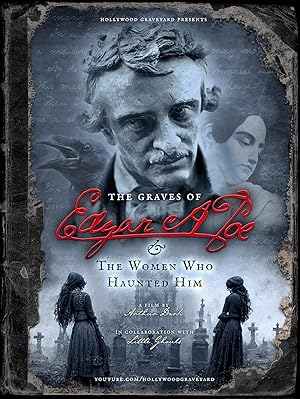 HOLLYWOOD GRAVEYARD PRESENTS
THE GRAVES OF
Edgar A Poe
& THE WOMEN WHO
HAUNTED HIM
A FILM BY
Arthur Dark
IN COLLABORATION WITH
Little Ghouls
YOUTUBE.COM/HOLLYWOODGRAVEYARD